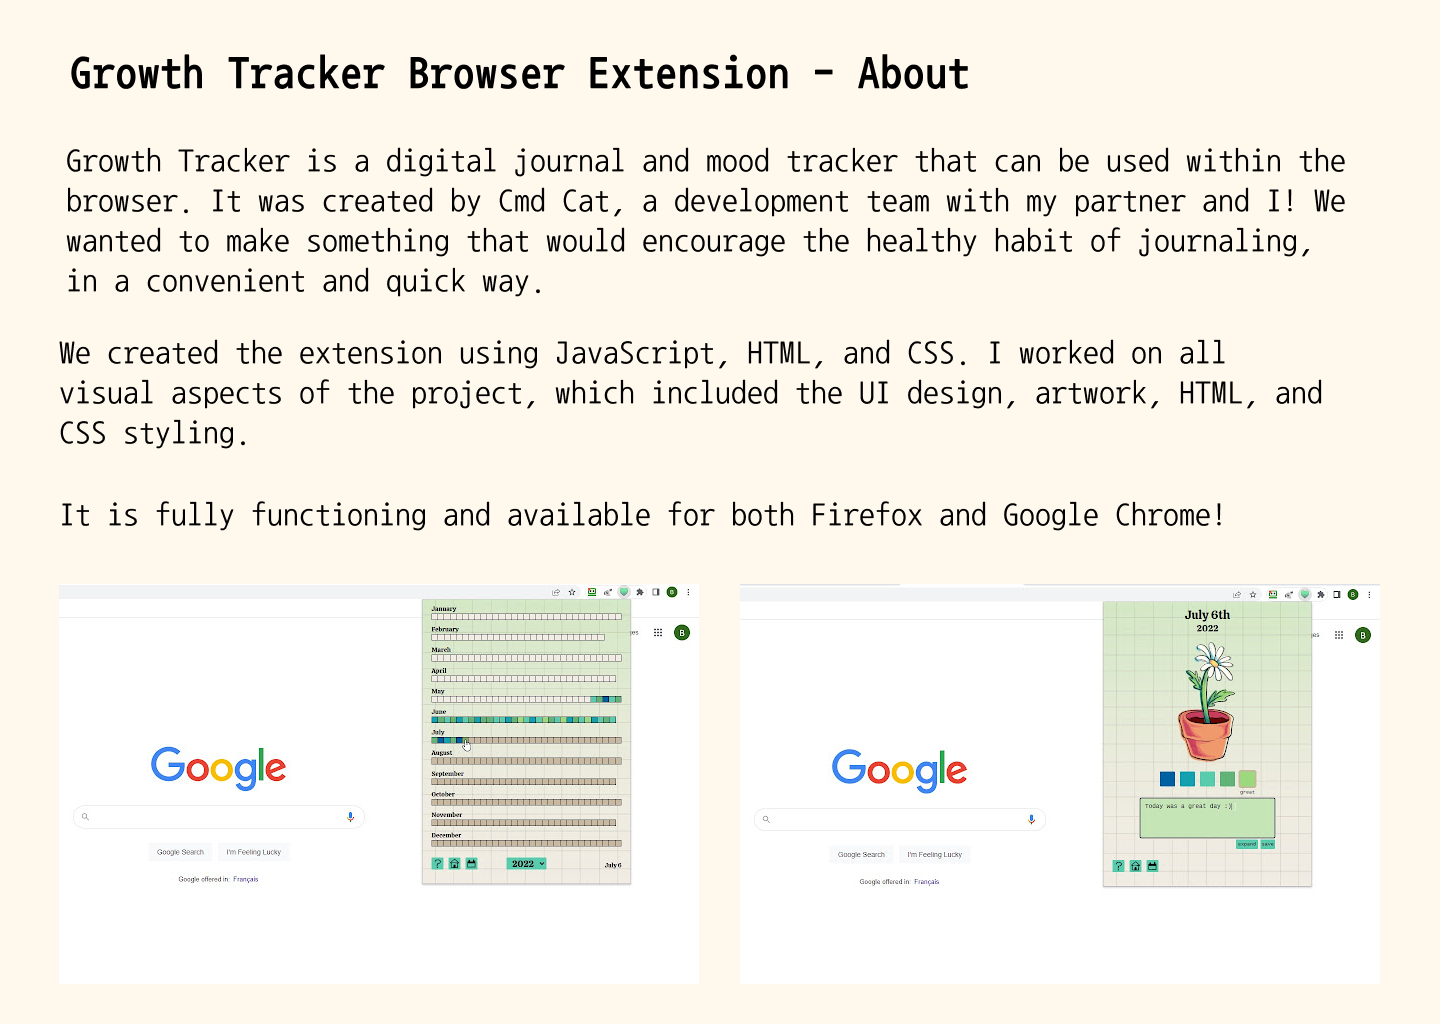 Growth Tracker Browser Extension – About
Growth Tracker is a digital journal and mood tracker that can be used within the
browser. It was created by Cmd Cat, a development team with my partner and I! We
wanted to make something that would encourage the healthy habit of journaling,
in a convenient and quick way.
We created the extension using JavaScript, HTML, and CSS. I worked on all
visual aspects of the project, which included the UI design, artwork, HTML, and
CSS styling.
It is fully functioning and available for both Firefox and Google Chrome!
B
January
February
March
April
May
June
July
August
September
October
November
December
?
2022
July 6
es
B
Google
Google Search
I'm Feeling Lucky
Google offered in: Français
B
July 6th
2022
great
Today was a great day :)
expand
save
?
es
B
Google
Google Search
I'm Feeling Lucky
Google offered in: Français